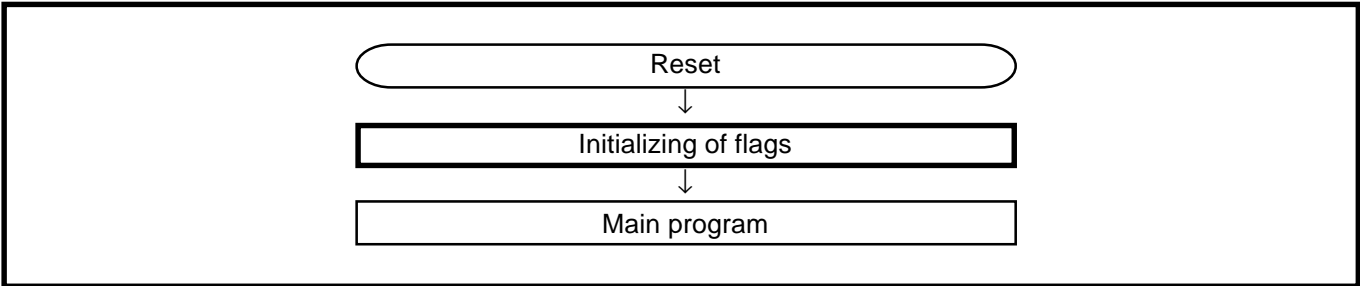 Reset
↓
Initializing of flags
↓
Main program